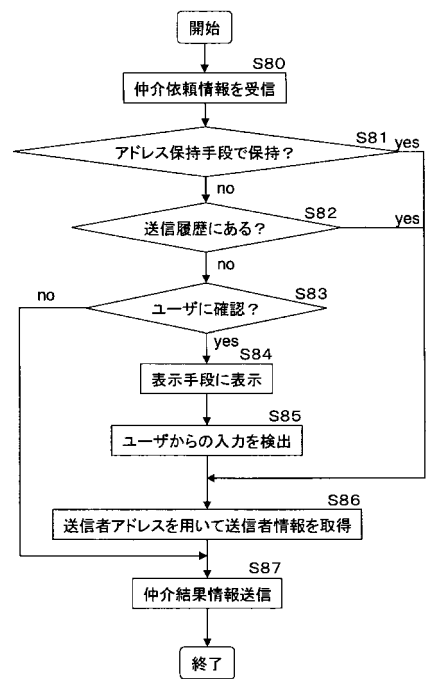 開始
S80
仲介依頼情報を受信
S81
yes
アドレス保持手段で保持？
no
S82
yes
送信履歴にある？
no
no
S83
ユーザに確認？
yes
S84
表示手段に表示
S85
ユーザからの入力を検出
S86
送信者アドレスを用いて送信者情報を取得
S87
仲介結果情報送信
終了